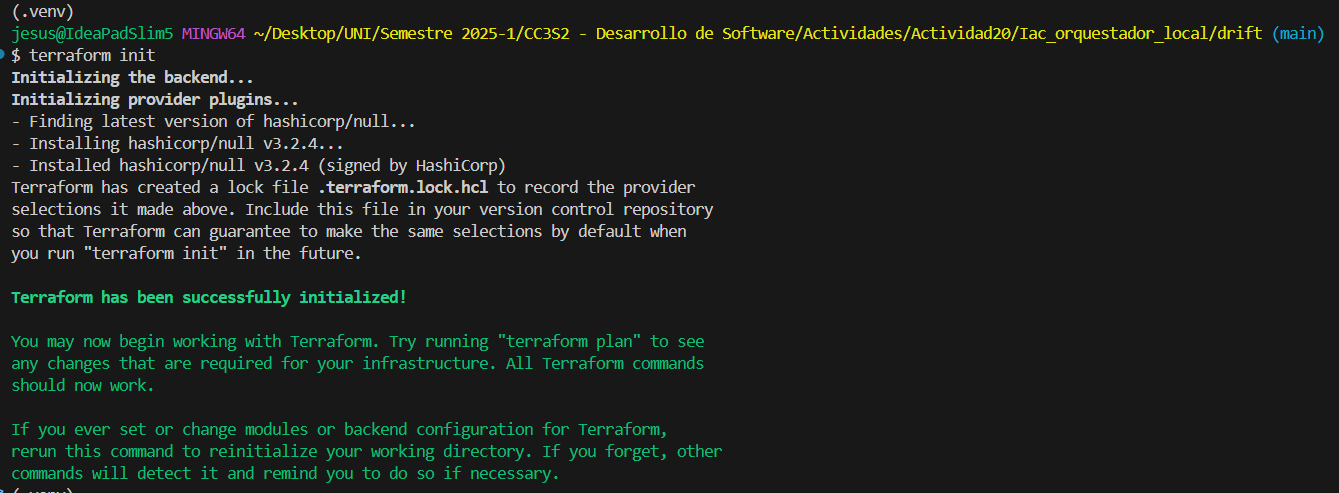 (.venv)
jesus@IdeaPadSlim5 MINGW64 ~/Desktop/UNI/Semestre 2025-1/CC3S2 - Desarrollo de Software/Actividades/Actividad20/Iac_orquestador_local/drift (main)
$ terraform init
Initializing the backend...
Initializing provider plugins...
- Finding latest version of hashicorp/null...
- Installing hashicorp/null v3.2.4...
- Installed hashicorp/null v3.2.4 (signed by HashiCorp)
Terraform has created a lock file .terraform.lock.hcl to record the provider
selections it made above. Include this file in your version control repository
so that Terraform can guarantee to make the same selections by default when
you run "terraform init" in the future.

Terraform has been successfully initialized!

You may now begin working with Terraform. Try running "terraform plan" to see
any changes that are required for your infrastructure. All Terraform commands
should now work.

If you ever set or change modules or backend configuration for Terraform,
rerun this command to reinitialize your working directory. If you forget, other
commands will detect it and remind you to do so if necessary.
(.venv)